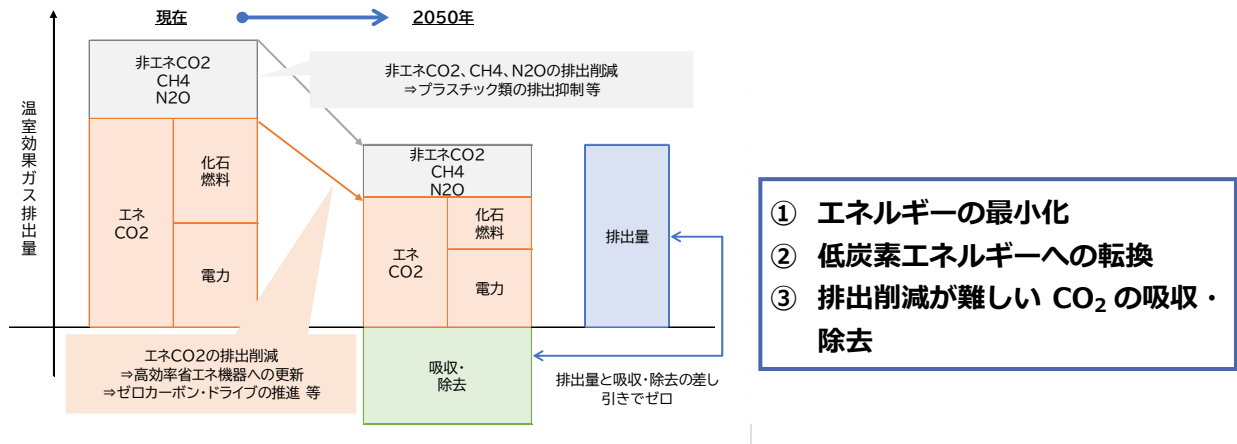 現在
2050年
温室効果ガス排出量
非エネCO2
CH4
N2O
エネ
CO2
化石
燃料
電力
非エネCO2、CH4、N2Oの排出削減
⇒プラスチック類の排出抑制等
非エネCO2
CH4
N2O
エネ
CO2
化石
燃料
電力
排出量
エネCO2の排出削減
⇒高効率省エネ機器への更新
⇒ゼロカーボン・ドライブの推進 等
吸収・
除去
排出量と吸収・除去の差し
引きでゼロ
① エネルギーの最小化
② 低炭素エネルギーへの転換
③ 排出削減が難しい CO₂ の吸収・
除去